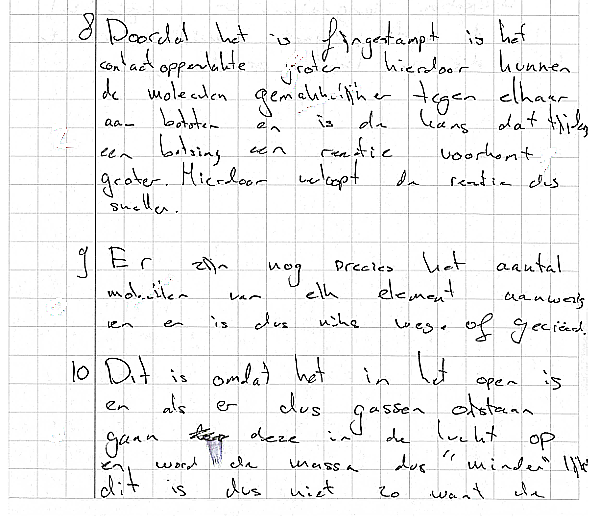 8 Doordat het is fijngestampt is het
contact oppervlakte groter hierdoor kunnen
de moleculen gemakkelijker tegen elkaar
aan botsten en is de kans dat tijdens
een botsing een reactie voorkomt
groter. Hierdoor verloopt de reactie dus
sneller.
9 Er zijn nog precies het aantal
moleculen van elk element aanwezig
en er is dus niks weg of gecreëerd.
10 Dit is omdat het in het open is
en als er dus gassen ontstaan
gaan deze in de lucht op
en word de massa dus "minder" lijkt
dit is dus niet zo want de